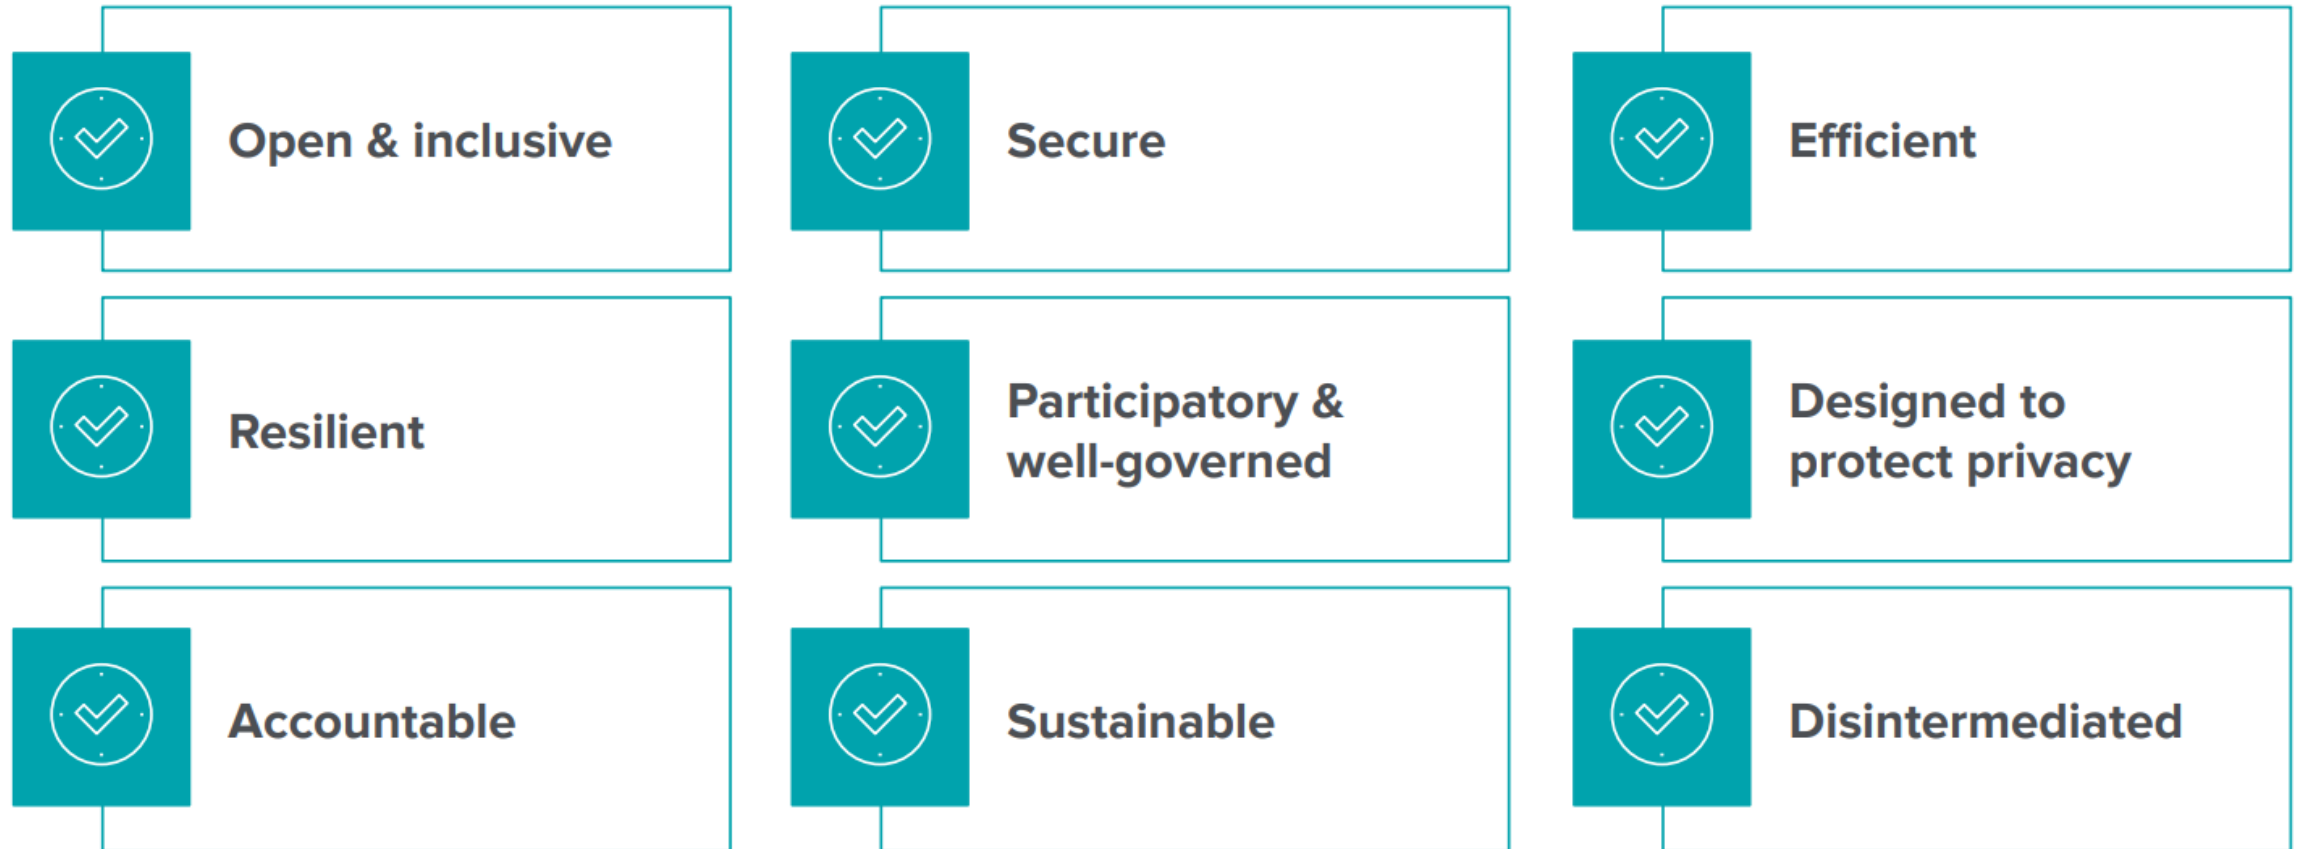 Open & inclusive
Secure
Efficient
Resilient
Participatory &
well-governed
Designed to
protect privacy
Accountable
Sustainable
Disintermediated